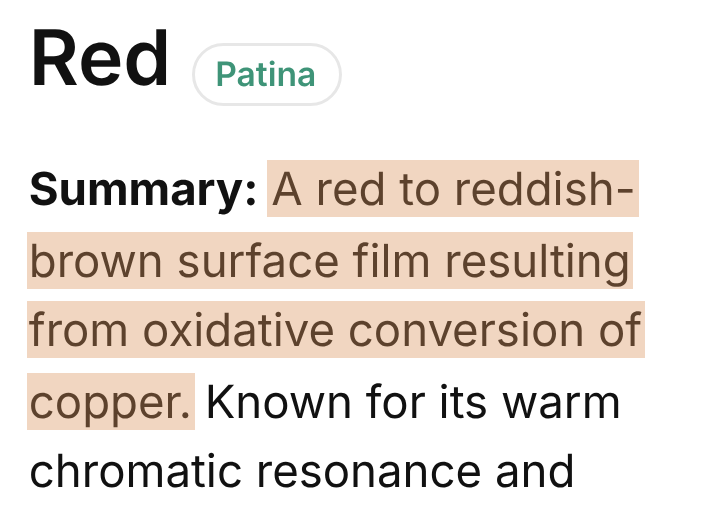 Red Patina
Summary: A red to reddish-
brown surface film resulting
from oxidative conversion of
copper. Known for its warm
chromatic resonance and